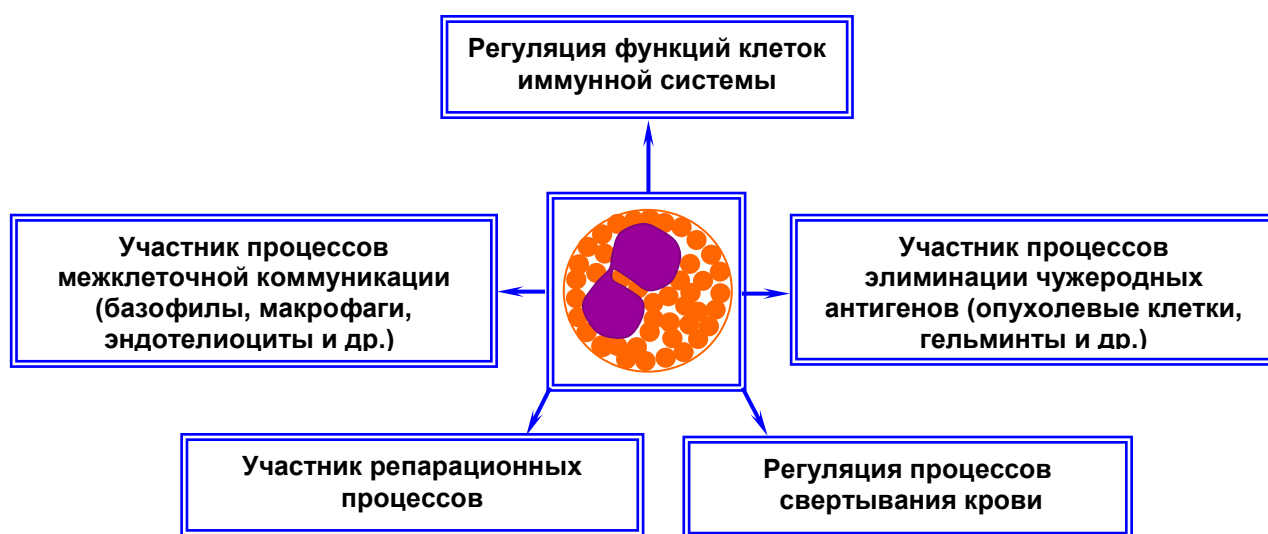 Регуляция функций клеток
иммунной системы
Участник процессов
межклеточной коммуникации
(базофилы, макрофаги,
эндотелиоциты и др.)
Участник процессов
элиминации чужеродных
антигенов (опухолевые клетки,
гельминты и др.)
Участник репарационных
процессов
Регуляция процессов
свертывания крови